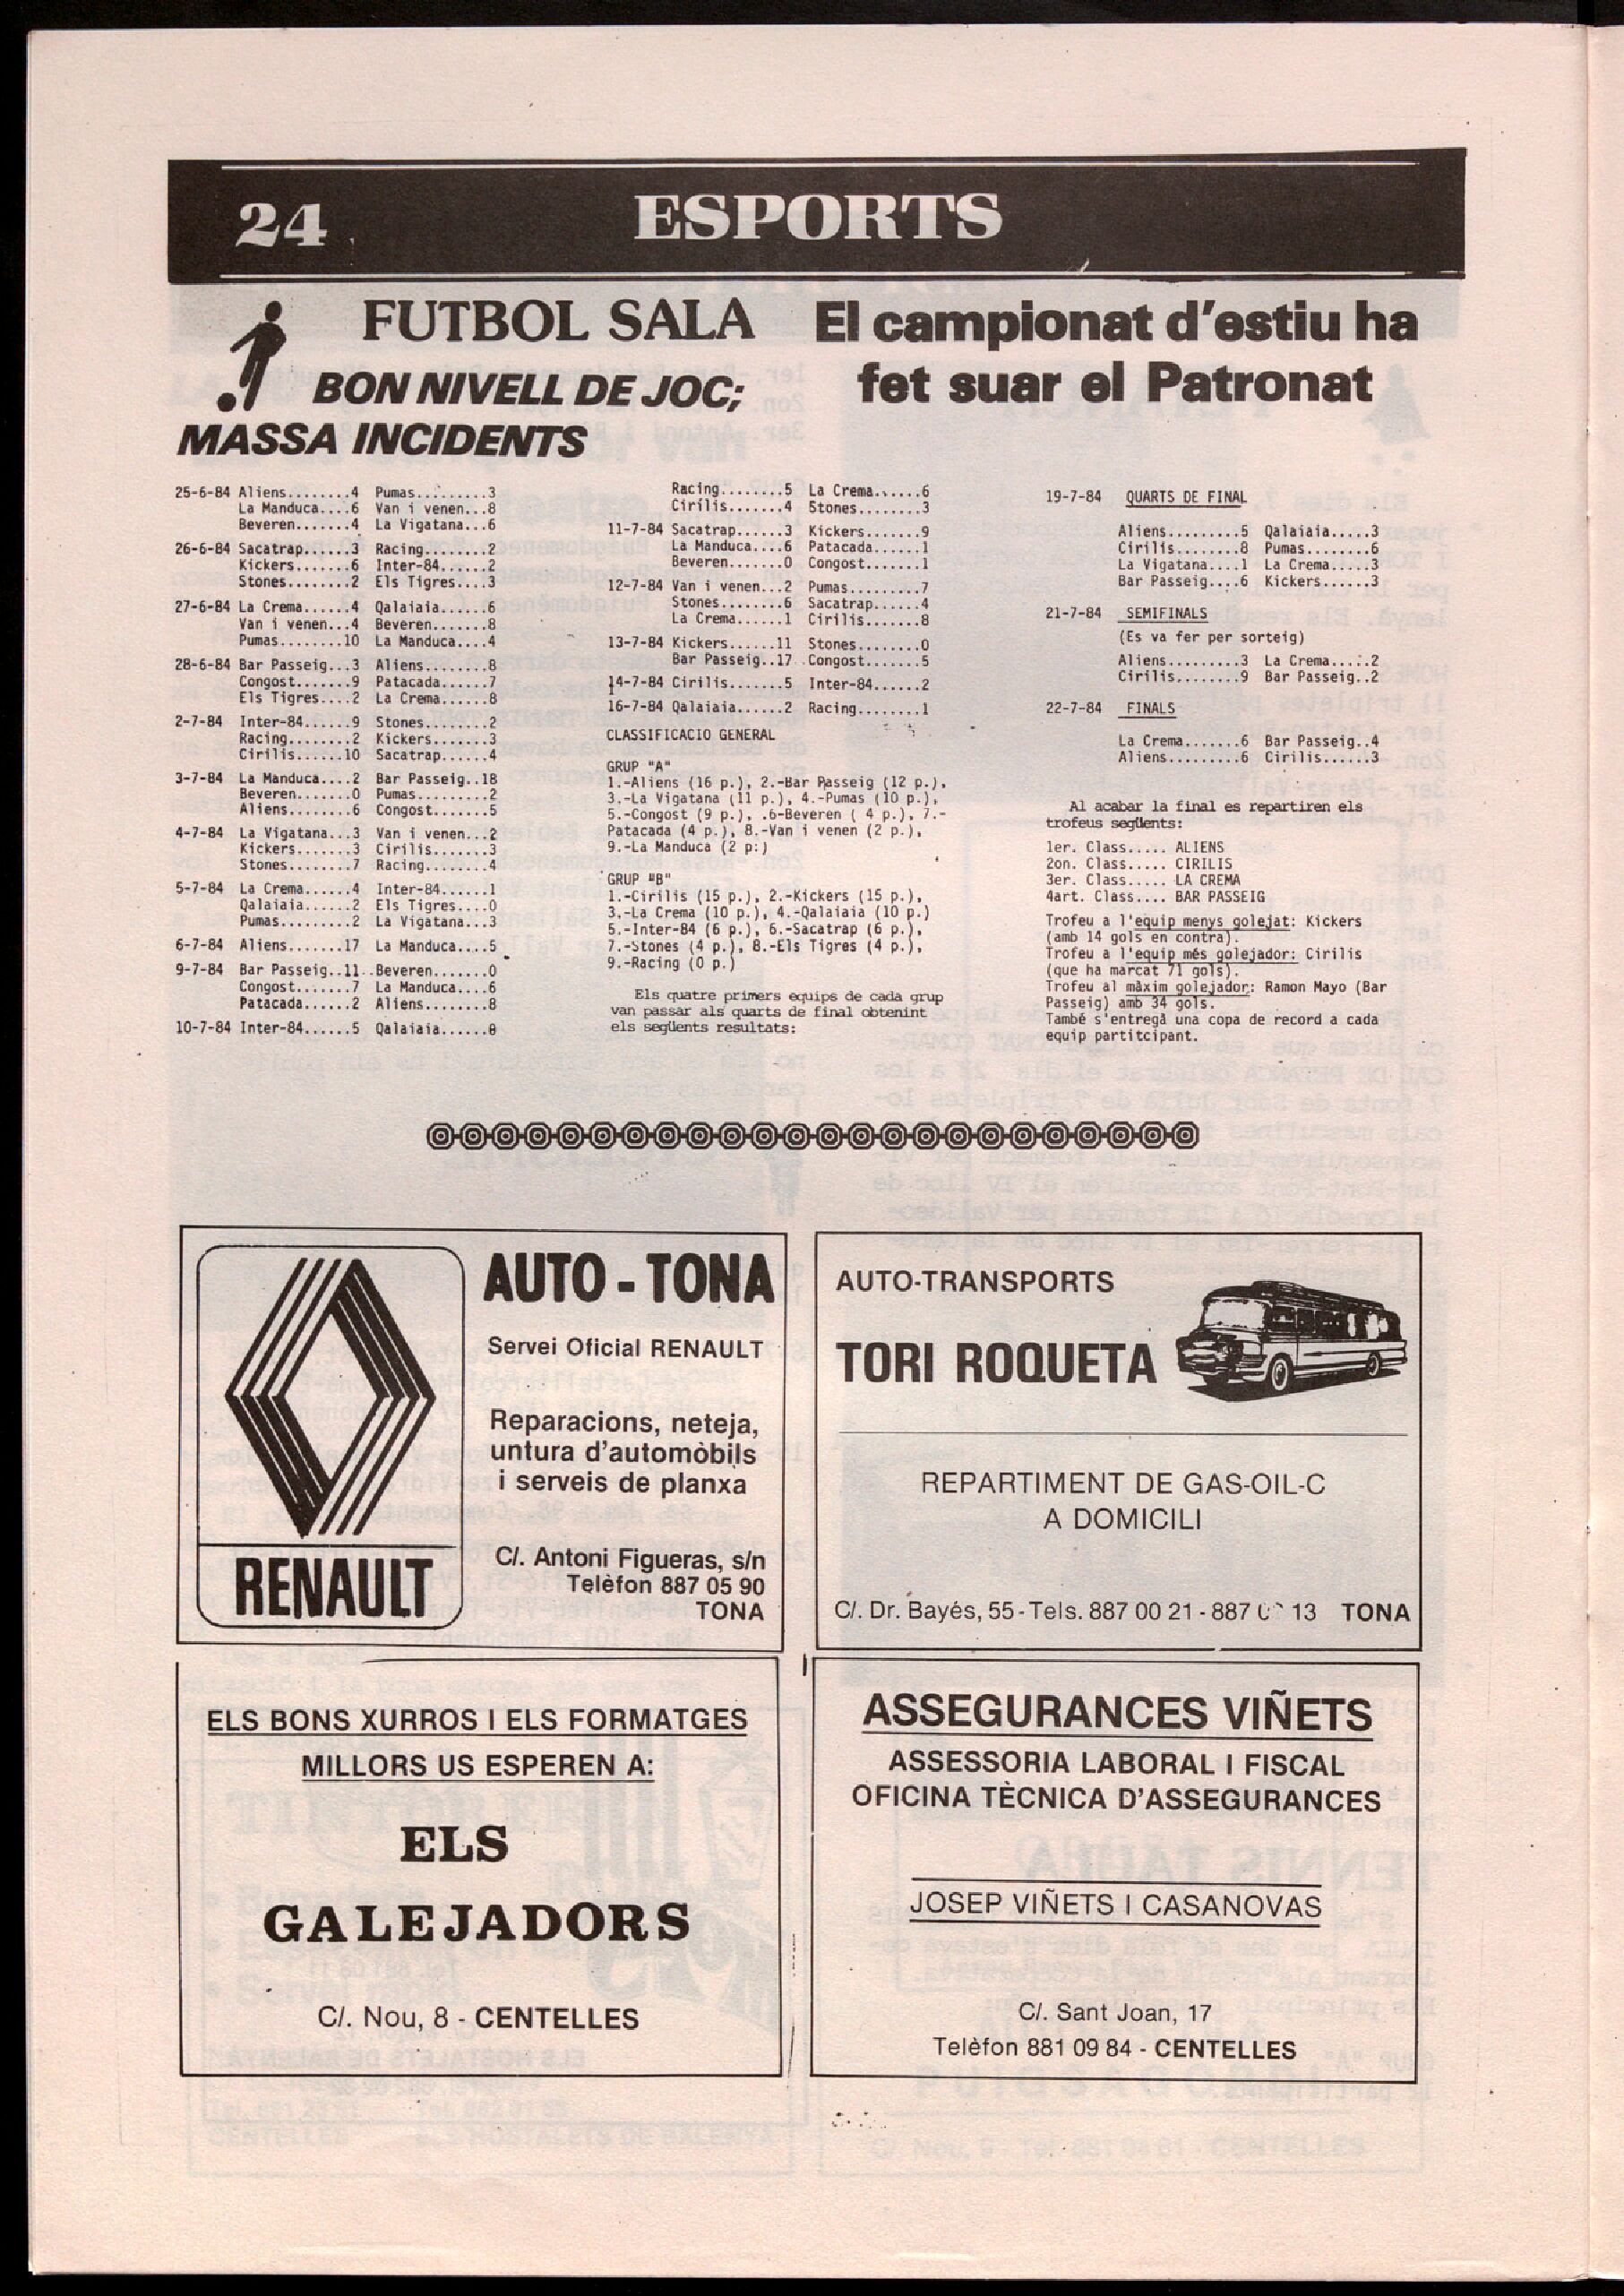 24
ESPORTS
FUTBOL SALA
BON NIVELL DE JOC;
MASSA INCIDENTS
El campionat d'estiu ha
fet suar el Patronat
25-6-84 Aliens........4 Pumas.........3
La Manduca....6 Van i venen...8
Beveren.......4 La Vigatana...6
26-6-84 Sacatrap......3 Racing........2
Kickers.......6 Inter-84......2
Stones........2 Els Tigres....3
27-6-84 La Crema......4 Qalaiaia......6
Van i venen...4 Beveren.......8
Pumas........10 La Manduca....4
28-6-84 Bar Passeig...3 Aliens........8
Congost.......9 Patacada......7
Els Tigres....2 La Crema......8
2-7-84 Inter-84......9 Stones........2
Racing........2 Kickers.......3
Cirilis......10 Sacatrap......4
3-7-84 La Manduca....2 Bar Passeig..18
Beveren.......0 Pumas.........2
Aliens........6 Congost.......5
4-7-84 La Vigatana...3 Van i venen...2
Kickers.......3 Cirilis.......3
Stones........7 Racing........4
5-7-84 La Crema......4 Inter-84......1
Qalaiaia......2 Els Tigres....0
Pumas.........2 La Vigatana...3
6-7-84 Aliens.......17 La Manduca....5
9-7-84 Bar Passeig..11 Beveren.......0
Congost.......7 La Manduca....6
Patacada......2 Aliens........8
10-7-84 Inter-84......5 Qalaiaia......
Racing........5 La Crema......6
Cirilis.......4 Stones........3
11-7-84 Sacatrap......3 Kickers.......9
La Manduca....6 Patacada......1
Beveren.......0 Congost.......1
12-7-84 Van i venen...2 Pumas.........7
Stones........6 Sacatrap......4
La Crema......1 Cirilis.......8
13-7-84 Kickers......11 Stones........0
Bar Passeig..17 Congost.......5
14-7-84 Cirilis.......5 Inter-84......2
16-7-84 Qalaiaia......2 Racing........1
CLASSIFICACIO GENERAL
GRUP "A"
1.-Aliens (16 p.), 2.-Bar Passeig (12 p.),
3.-La Vigatana (11 p.), 4.-Pumas (10 p.),
5.-Congost (9 p.), .6-Beveren ( 4 p.), 7.-
Patacada (4 p.), 8.-Van i venen (2 p.),
9.-La Manduca (2 p:)
GRUP "B"
1.-Cirilis (15 p.), 2.-Kickers (15 p.),
3.-La Crema (10 p.), 4.-Qalaiaia (10 p.)
5.-Inter-84 (6 p.), 6.-Sacatrap (6 p.),
7.-Stones (4 p.), 8.-Els Tigres (4 p.),
9.-Racing (0 p.)
Els quatre primers equips de cada grup
van passar als quarts de final obtenint
els següents resultats:
19-7-84 QUARTS DE FINAL
Aliens.........5 Qalaiaia.....3
Cirilis........8 Pumas........6
La Vigatana....1 La Crema.....3
Bar Passeig....6 Kickers......3
21-7-84 SEMIFINALS
(Es va fer per sorteig)
Aliens.........3 La Crema.....2
Cirilis........9 Bar Passeig..2
22-7-84 FINALS
La Crema.......6 Bar Passeig..4
Aliens.........6 Cirilis......3
Al acabar la final es repartiren els
trofeus següents:
1er. Class..... ALIENS
2on. Class..... CIRILIS
3er. Class..... LA CREMA
4art. Class.... BAR PASSEIG
Trofeu a l'equip menys golejat: Kickers
(amb 14 gols en contra).
Trofeu a l'equip més golejador: Cirilis
(que ha marcat 71 gols).
Trofeu al màxim golejador: Ramon Mayo (Bar
Passeig) amb 34 gols.
També s'entregà una copa de record a cada
equip partitcipant.
AUTO - TONA
Servei Oficial RENAULT
Reparacions, neteja,
untura d'automòbils
i serveis de planxa
C/. Antoni Figueras, s/n
Telèfon 887 05 90
TONA
RENAULT
AUTO-TRANSPORTS
TORI ROQUETA
REPARTIMENT DE GAS-OIL-C
A DOMICILI
C/. Dr. Bayés, 55 - Tels. 887 00 21 - 887 13 TONA
ELS BONS XURROS I ELS FORMATGES
MILLORS US ESPEREN A:
ELS
GALEJADORS
C/. Nou, 8 - CENTELLES
ASSEGURANCES VIÑETS
ASSESSORIA LABORAL I FISCAL
OFICINA TÈCNICA D'ASSEGURANCES
JOSEP VIÑETS I CASANOVAS
C/. Sant Joan, 17
Telèfon 881 09 84 - CENTELLES